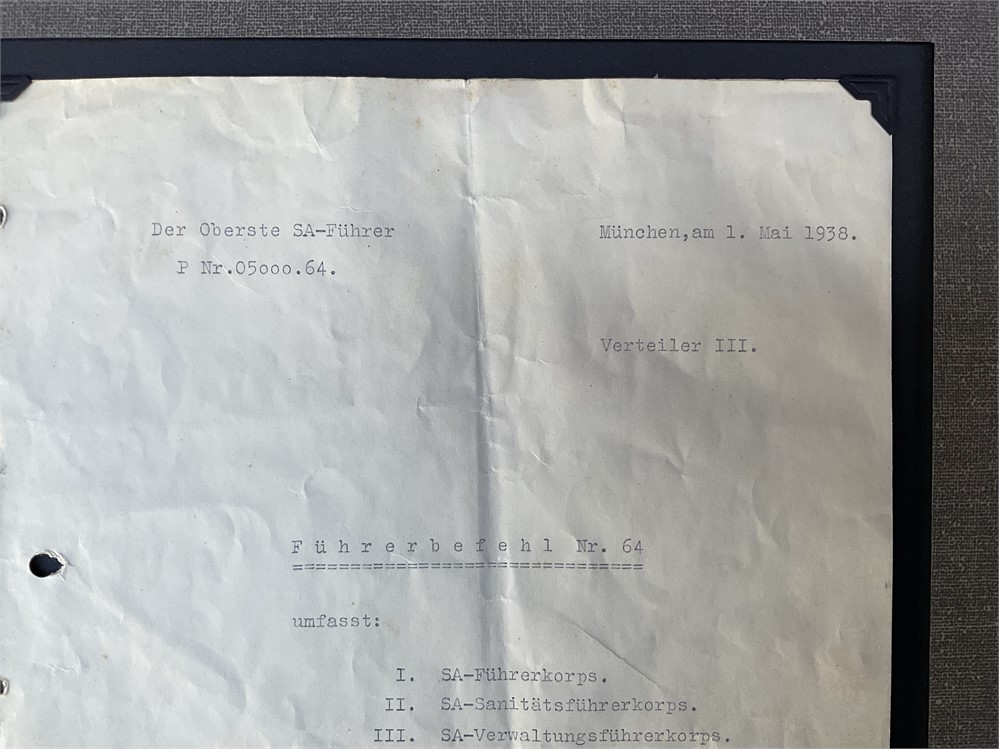 Der Oberste SA-Führer
München,am 1. Mai 1938.
P Nr.05ooo.64.
Verteiler III.
F ü h r e r b e f e h l Nr. 64
==============================
umfasst:
I. SA-Führerkorps.
II. SA-Sanitätsführerkorps.
III. SA-Verwaltungsführerkorps.